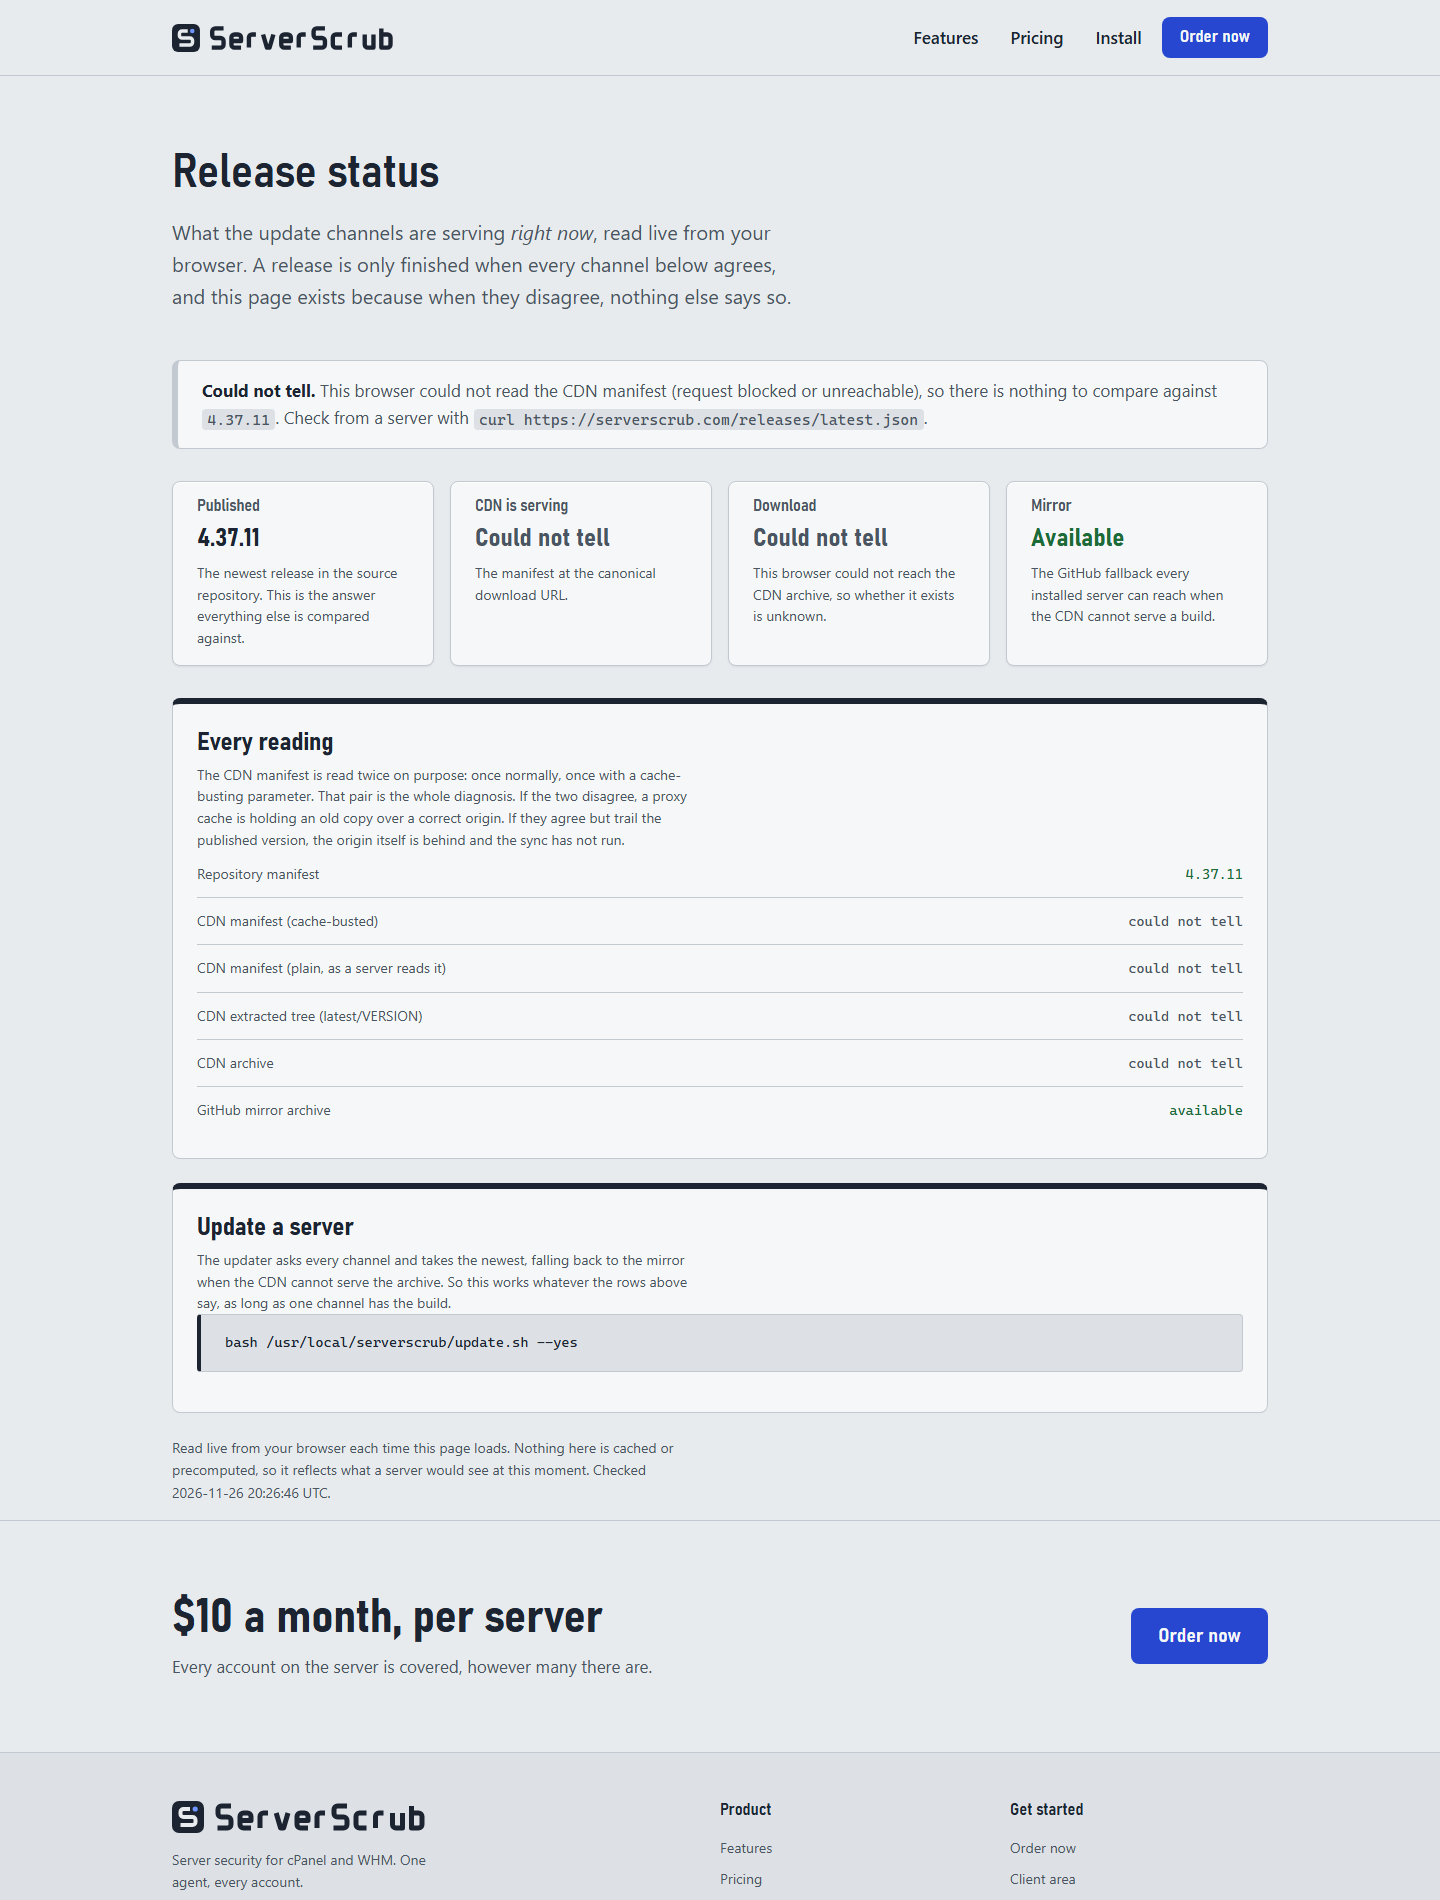 ServerScrub
Features
Pricing
Install
Order now
Release status
What the update channels are serving right now, read live from your
browser. A release is only finished when every channel below agrees,
and this page exists because when they disagree, nothing else says so.
Could not tell. This browser could not read the CDN manifest (request blocked or unreachable), so there is nothing to compare against
4.37.11. Check from a server with curl https://serverscrub.com/releases/latest.json.
Published
4.37.11
The newest release in the source
repository. This is the answer
everything else is compared
against.
CDN is serving
Could not tell
The manifest at the canonical
download URL.
Download
Could not tell
This browser could not reach the
CDN archive, so whether it exists
is unknown.
Mirror
Available
The GitHub fallback every
installed server can reach when
the CDN cannot serve a build.
Every reading
The CDN manifest is read twice on purpose: once normally, once with a cache-
busting parameter. That pair is the whole diagnosis. If the two disagree, a proxy
cache is holding an old copy over a correct origin. If they agree but trail the
published version, the origin itself is behind and the sync has not run.
Repository manifest 4.37.11
CDN manifest (cache-busted) could not tell
CDN manifest (plain, as a server reads it) could not tell
CDN extracted tree (latest/VERSION) could not tell
CDN archive could not tell
GitHub mirror archive available
Update a server
The updater asks every channel and takes the newest, falling back to the mirror
when the CDN cannot serve the archive. So this works whatever the rows above
say, as long as one channel has the build.
bash /usr/local/serverscrub/update.sh --yes
Read live from your browser each time this page loads. Nothing here is cached or
precomputed, so it reflects what a server would see at this moment. Checked
2026-11-26 20:26:46 UTC.
$10 a month, per server
Every account on the server is covered, however many there are.
Order now
ServerScrub
Server security for cPanel and WHM. One
agent, every account.
Product
Features
Pricing
Get started
Order now
Client area